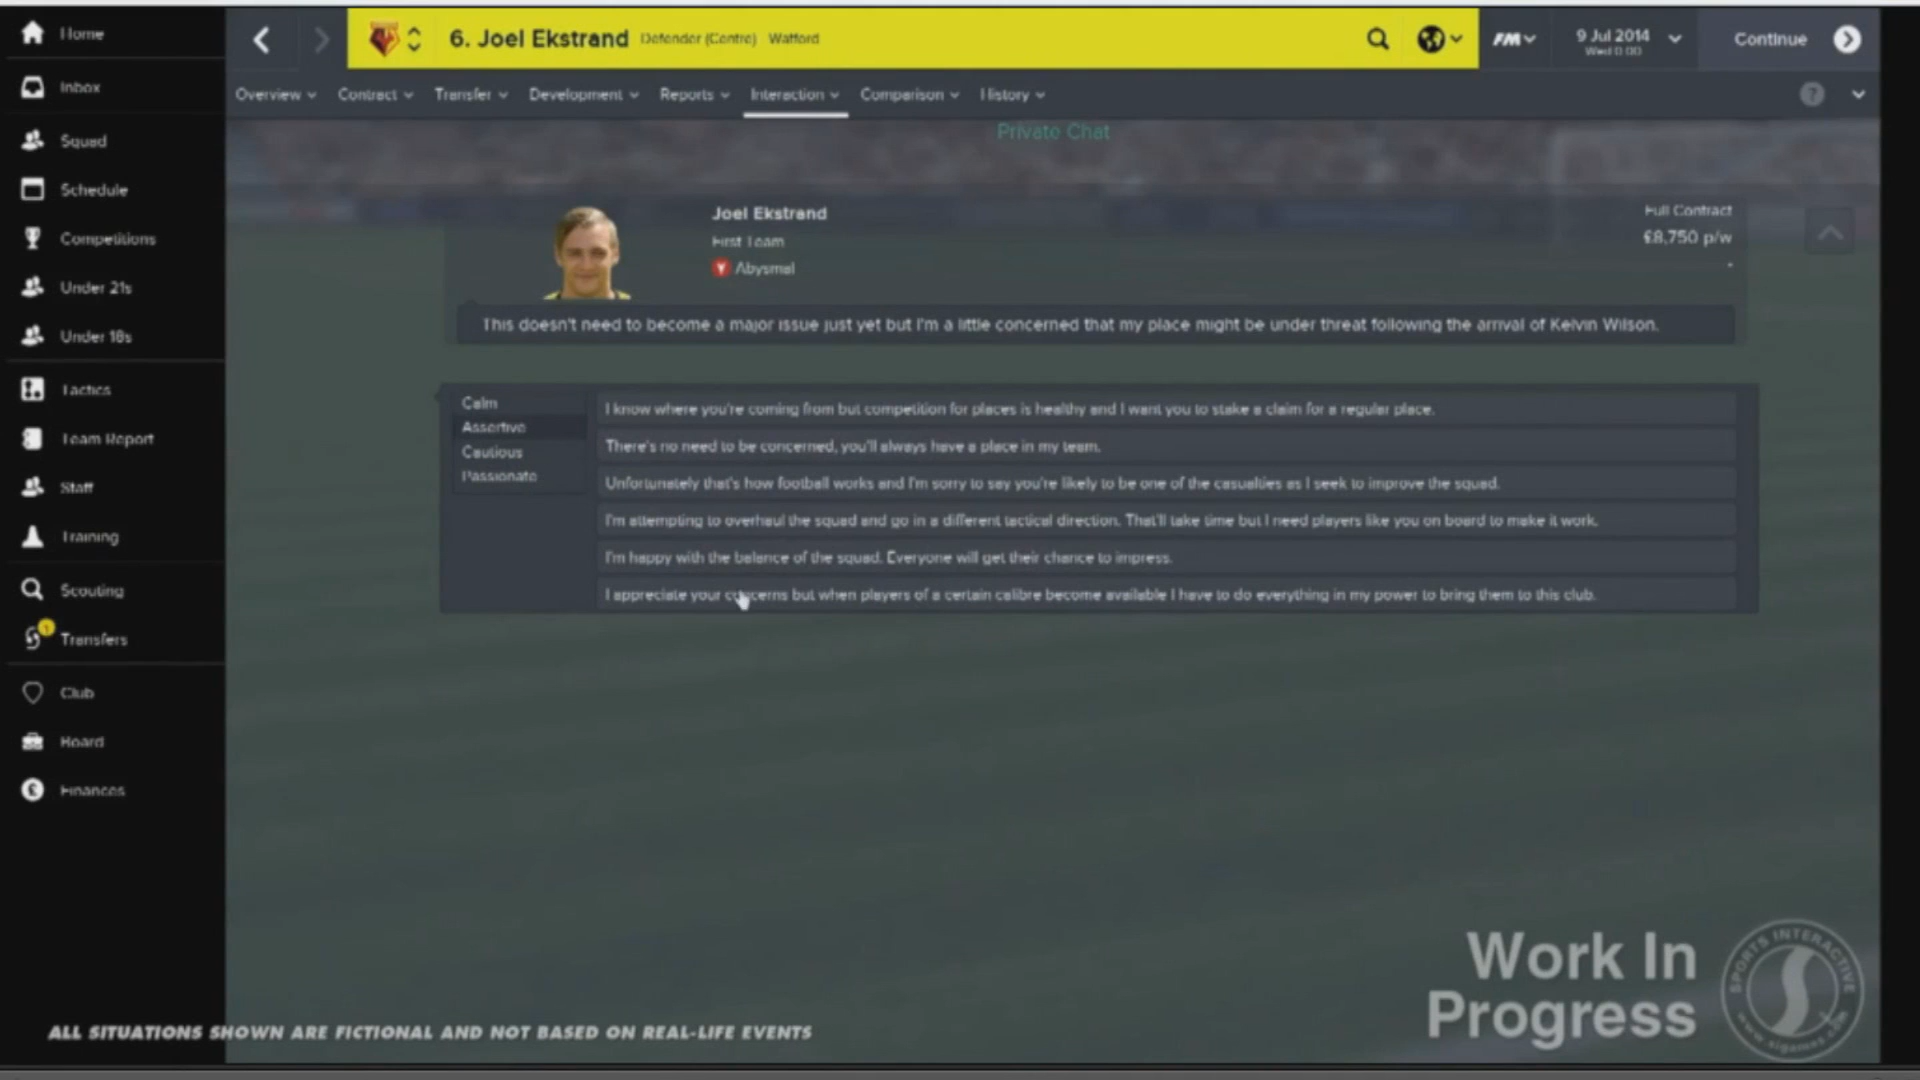 Home
Inbox
Squad
Schedule
Competitions
Under 21s
Under 18s
Tactics
Team Report
Staff
Training
Scouting
1
Transfers
Club
Board
Finances
6. Joel Ekstrand Defender (Centre) Watford
FM
9 Jul 2014
Wed 0:00
Continue
Overview Contract Transfer Development Reports Interaction Comparison History
?
Private Chat
Joel Ekstrand
First Team
Abysmal
Full Contract
£8,750 p/w
-
This doesn't need to become a major issue just yet but I'm a little concerned that my place might be under threat following the arrival of Kelvin Wilson.
Calm
Assertive
Cautious
Passionate
I know where you're coming from but competition for places is healthy and I want you to stake a claim for a regular place.
There's no need to be concerned, you'll always have a place in my team.
Unfortunately that's how football works and I'm sorry to say you're likely to be one of the casualties as I seek to improve the squad.
I'm attempting to overhaul the squad and go in a different tactical direction. That'll take time but I need players like you on board to make it work.
I'm happy with the balance of the squad. Everyone will get their chance to impress.
I appreciate your concerns but when players of a certain calibre become available I have to do everything in my power to bring them to this club.
Work In
Progress
SPORTS INTERACTIVE
www.sigames.com
ALL SITUATIONS SHOWN ARE FICTIONAL AND NOT BASED ON REAL-LIFE EVENTS